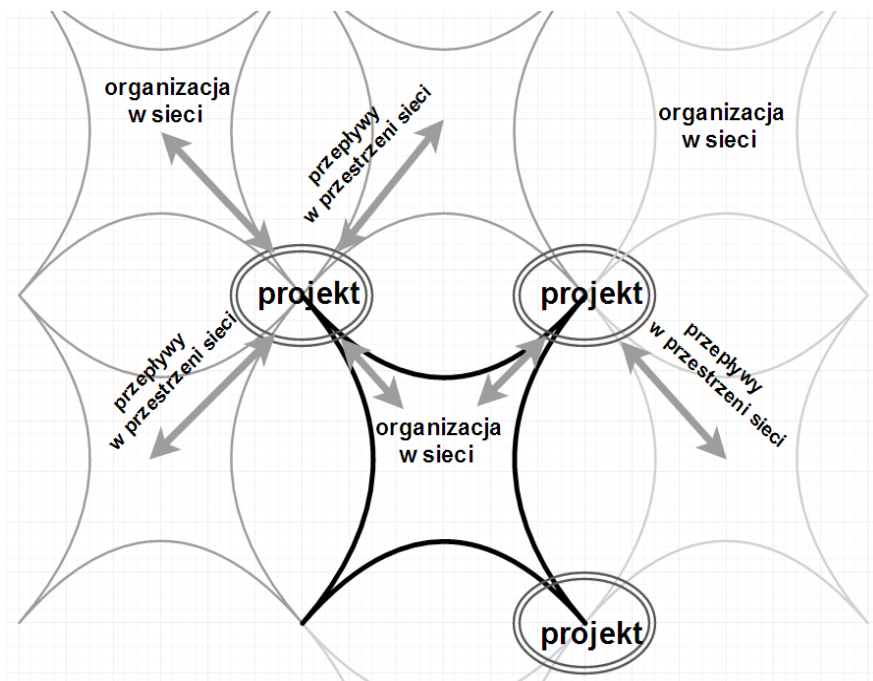 organizacja
w sieci
przepływy
w przestrzeni sieci
organizacja
w sieci
projekt
projekt
przepływy
w przestrzeni sieci
przepływy
w przestrzeni sieci
organizacja
w sieci
projekt